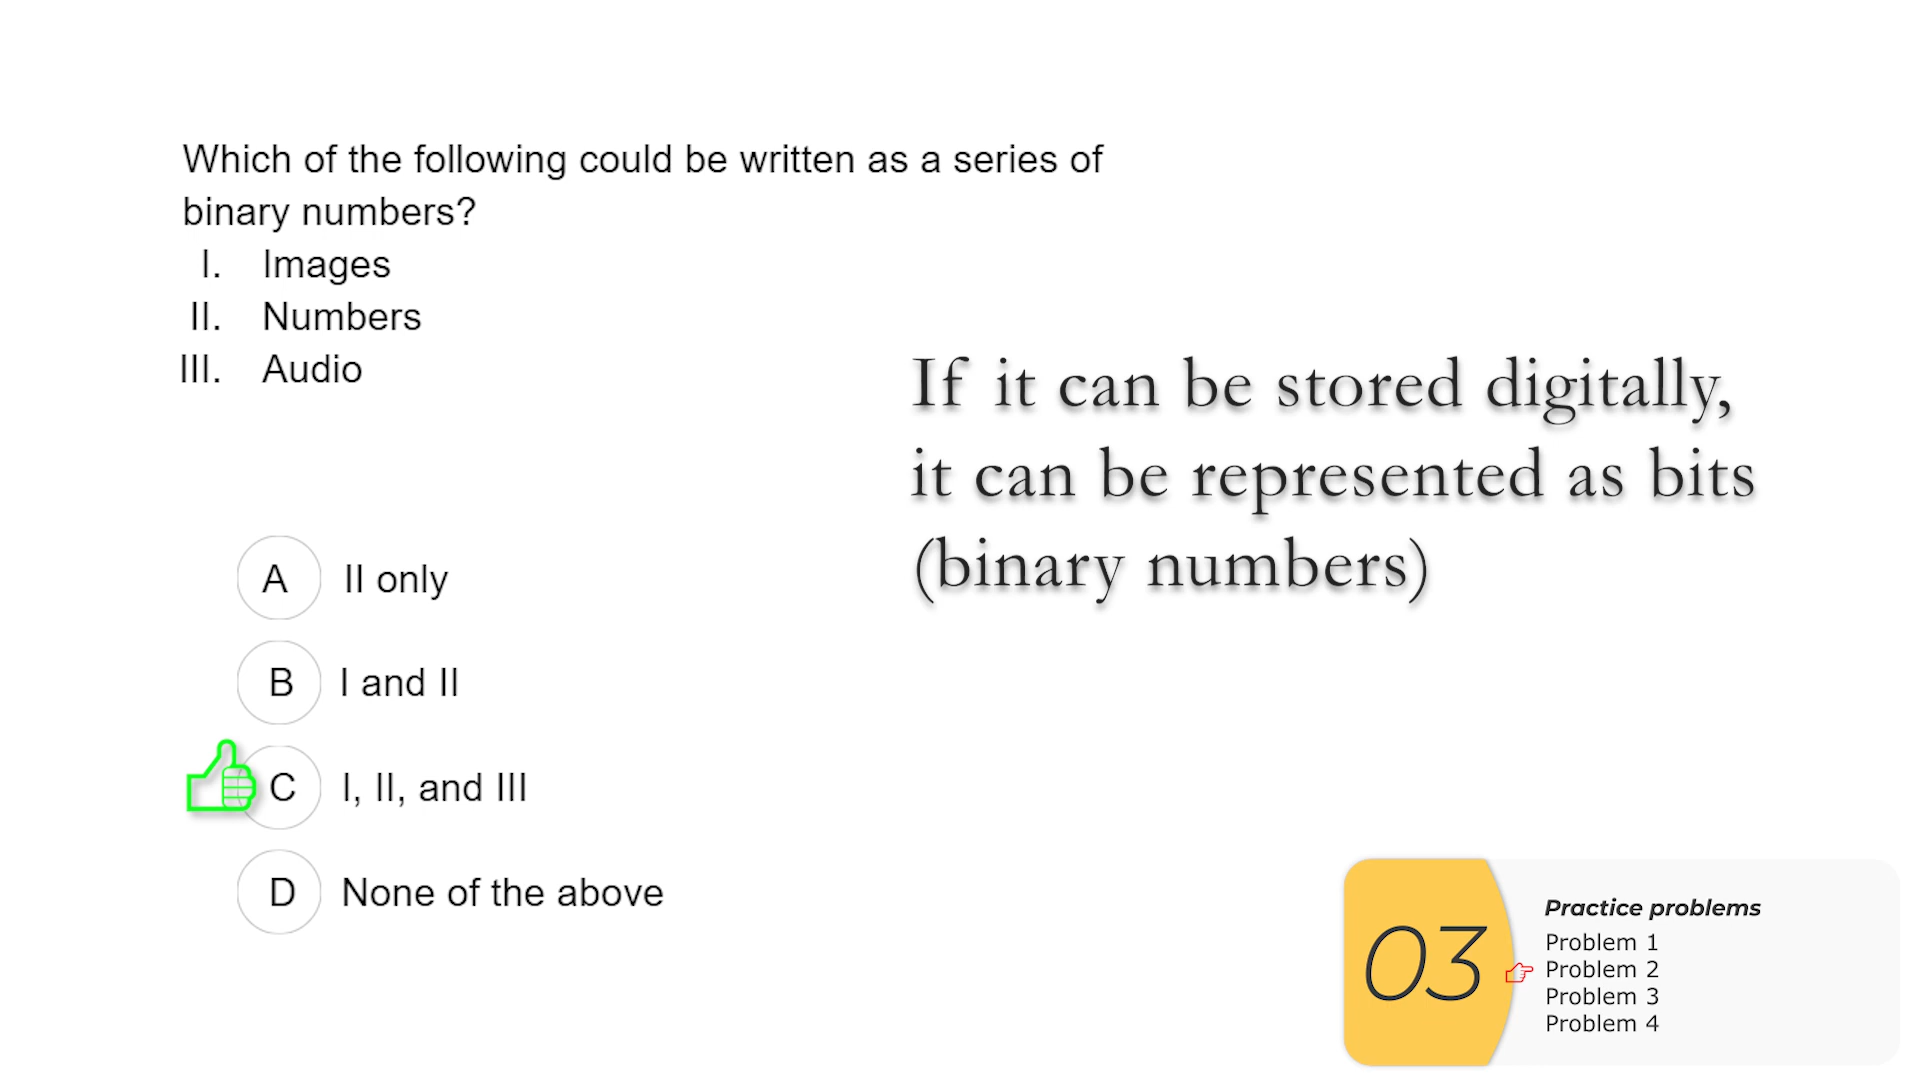 Which of the following could be written as a series of
binary numbers?
I. Images
II. Numbers
III. Audio
If it can be stored digitally,
it can be represented as bits
(binary numbers)
A II only
B I and II
C I, II, and III
D None of the above
03
Practice problems
Problem 1
Problem 2
Problem 3
Problem 4